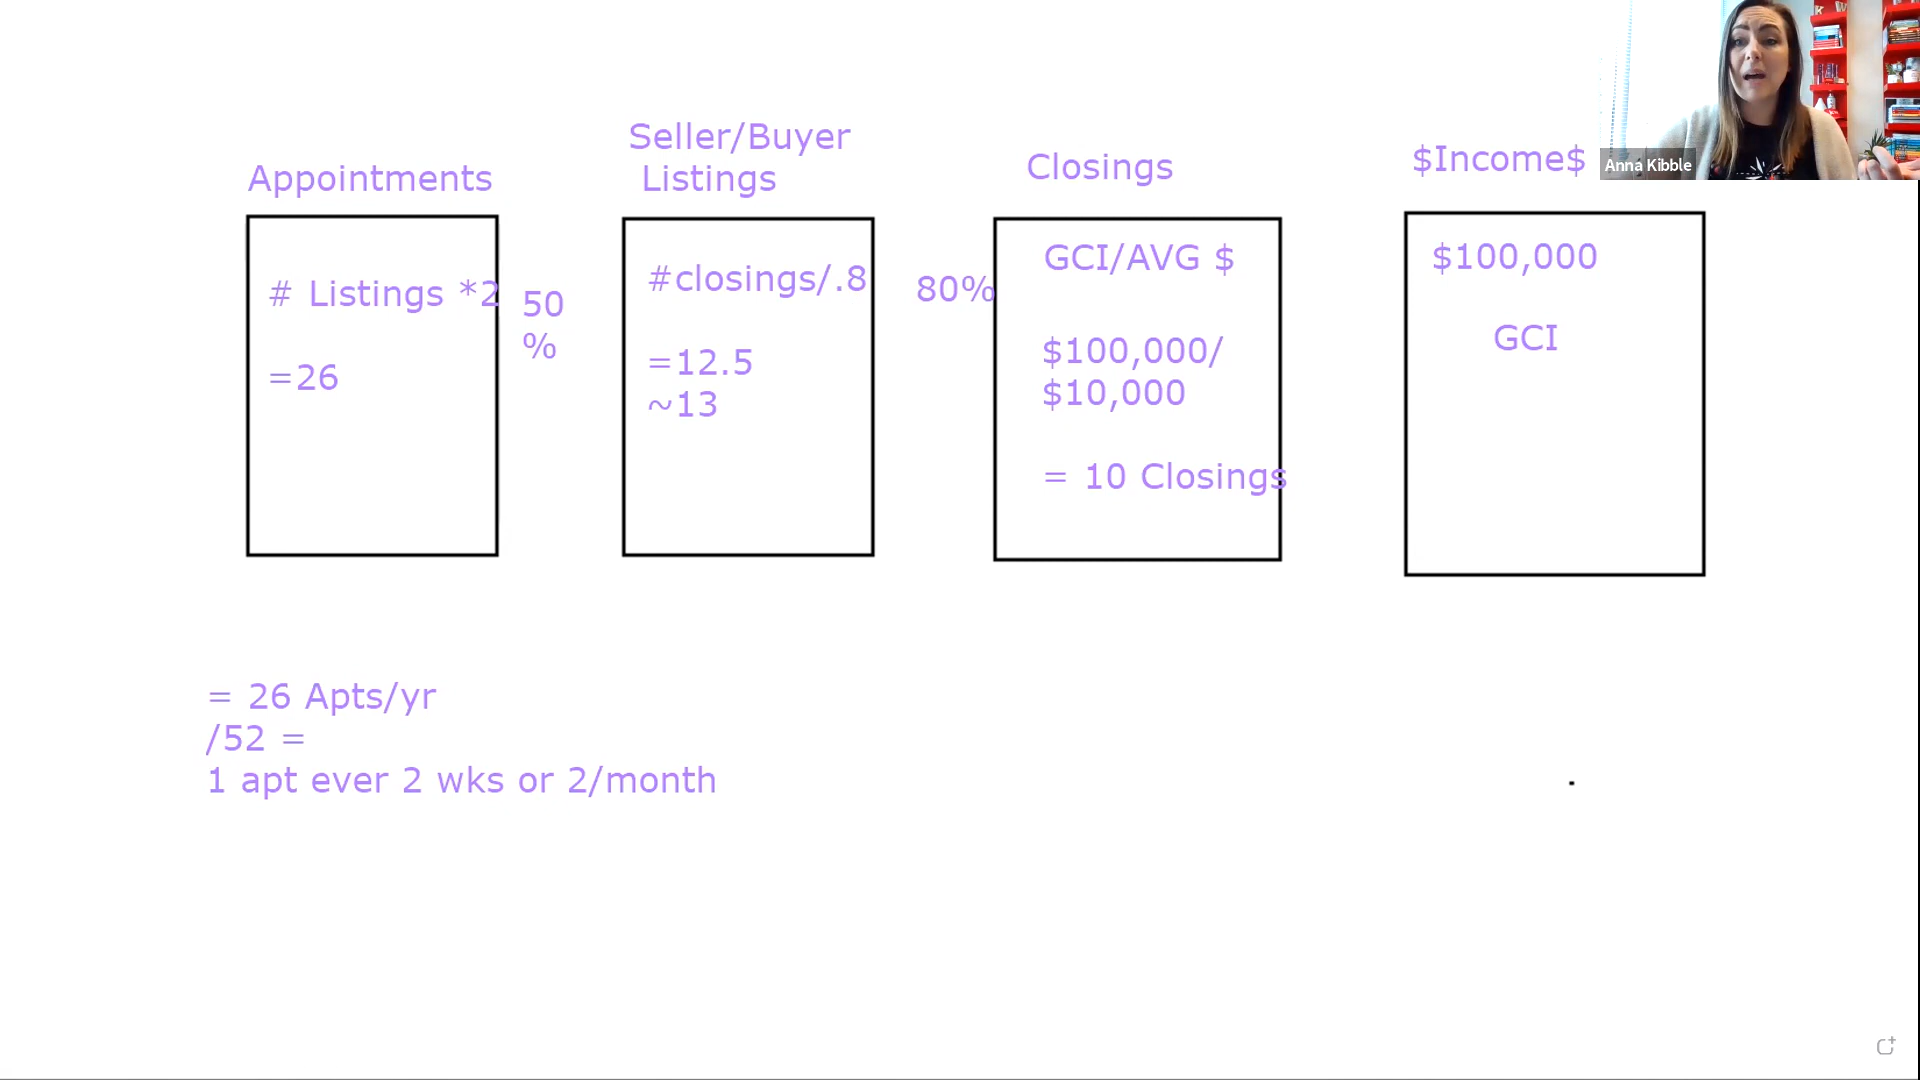 Appointments
# Listings *2
=26
50
%
Seller/Buyer
Listings
#closings/.8
=12.5
~13
80%
Closings
GCI/AVG $
$100,000/
$10,000
= 10 Closings
$Income$
$100,000
GCI
Anna Kibble
K W
= 26 Apts/yr
/52 =
1 apt ever 2 wks or 2/month